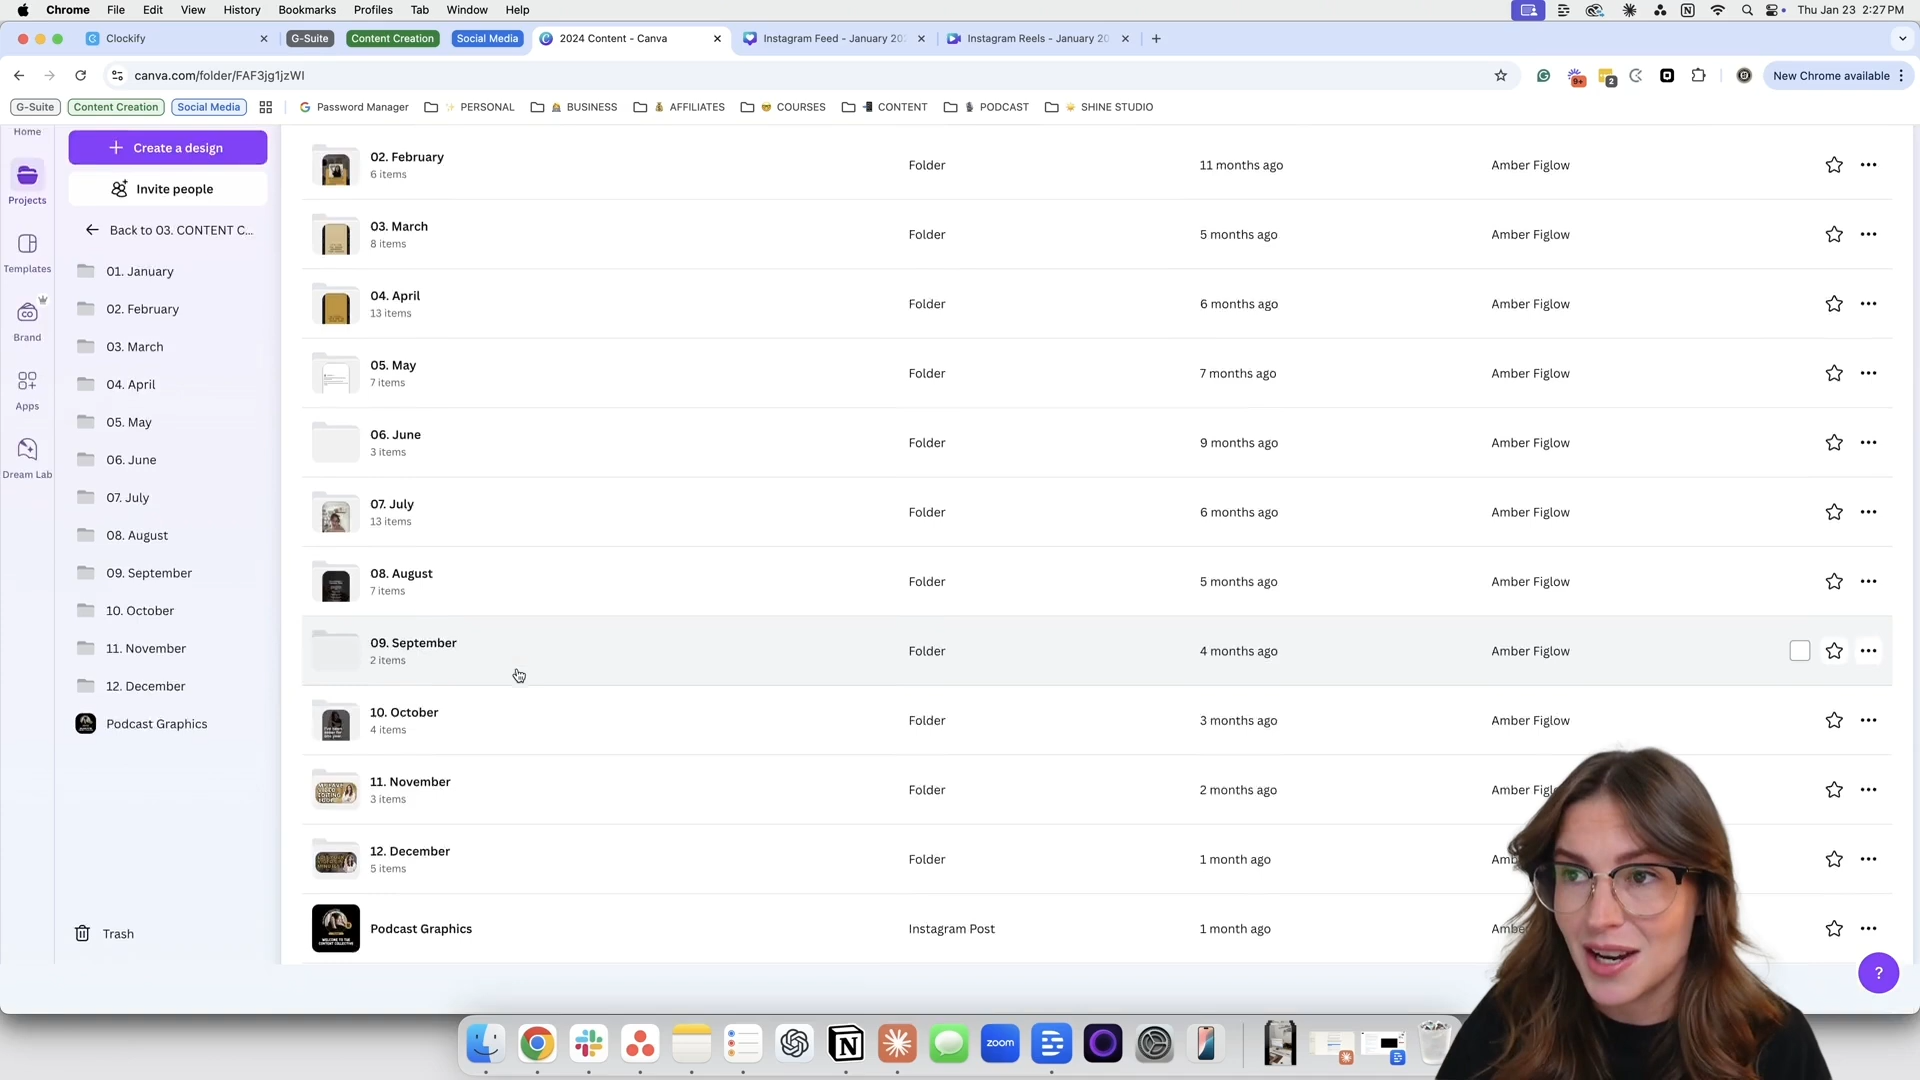 Chrome File Edit View History Bookmarks Profiles Tab Window Help Thu Jan 23 2:27 PM
Clockify G-Suite Content Creation Social Media 2024 Content - Canva Instagram Feed - January 20 Instagram Reels - January 20
canva.com/folder/FAF3jg1jzWI 9+ 2 New Chrome available
G-Suite Content Creation Social Media Password Manager PERSONAL BUSINESS AFFILIATES COURSES CONTENT PODCAST SHINE STUDIO
Home
Projects
Templates
Brand
Apps
Dream Lab
Create a design
Invite people
Back to 03. CONTENT C...
01. January
02. February
03. March
04. April
05. May
06. June
07. July
08. August
09. September
10. October
11. November
12. December
Podcast Graphics
Trash
02. February
6 items
Folder 11 months ago Amber Figlow
03. March
8 items
Folder 5 months ago Amber Figlow
04. April
13 items
Folder 6 months ago Amber Figlow
05. May
7 items
Folder 7 months ago Amber Figlow
06. June
3 items
Folder 9 months ago Amber Figlow
07. July
13 items
Folder 6 months ago Amber Figlow
08. August
7 items
Folder 5 months ago Amber Figlow
09. September
2 items
Folder 4 months ago Amber Figlow
10. October
4 items
Folder 3 months ago Amber Figlow
11. November
3 items
Folder 2 months ago Amber Figl
12. December
5 items
Folder 1 month ago Amb
Podcast Graphics Instagram Post 1 month ago Ambe
?
zoom